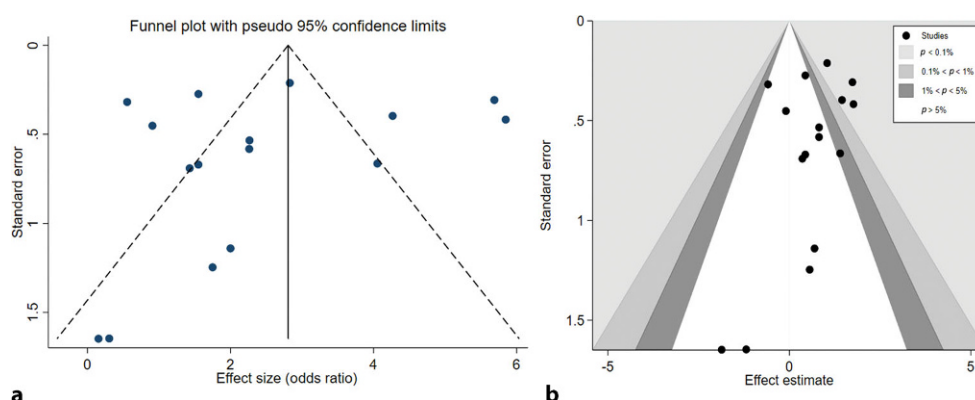 Funnel plot with pseudo 95% confidence limits
Standard error
0
.5
1
1.5
0
2
4
6
Effect size (odds ratio)
a
Standard error
0
.5
1
1.5
-5
0
5
Effect estimate
Studies
p < 0.1%
0.1% < p < 1%
1% < p < 5%
p > 5%
b